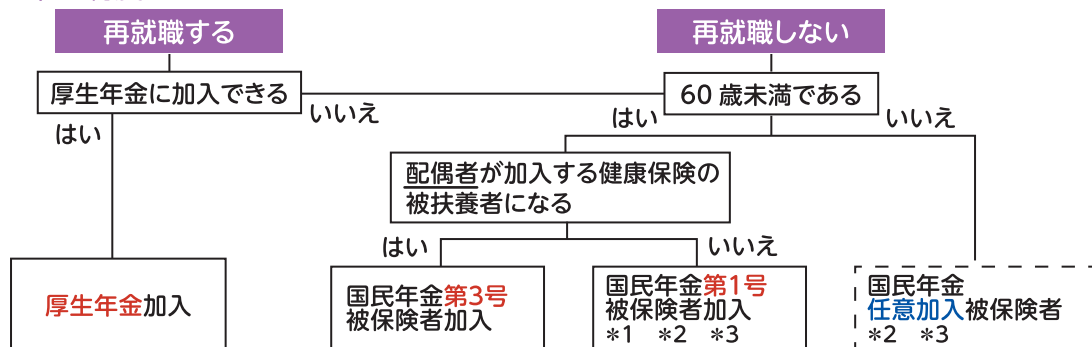 再就職する
再就職しない
厚生年金に加入できる
60歳未満である
はい
いいえ
はい
いいえ
配偶者が加入する健康保険の
被扶養者になる
はい
いいえ
厚生年金加入
国民年金第3号
被保険者加入
国民年金第1号
被保険者加入
*1 *2 *3
国民年金
任意加入被保険者
*2 *3